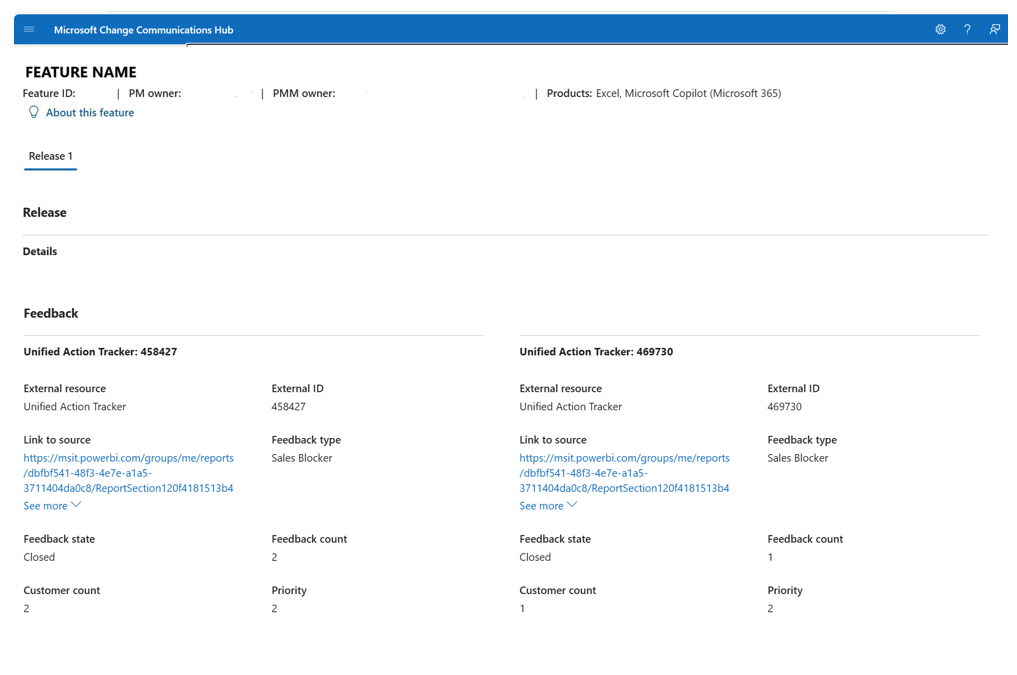 Microsoft Change Communications Hub
?
FEATURE NAME
Feature ID: | PM owner: | PMM owner: | Products: Excel, Microsoft Copilot (Microsoft 365)
About this feature
Release 1
Release
Details
Feedback
Unified Action Tracker: 458427
External resource External ID
Unified Action Tracker 458427
Link to source Feedback type
https://msit.powerbi.com/groups/me/reports Sales Blocker
/dbfbf541-48f3-4e7e-a1a5-
3711404da0c8/ReportSection120f4181513b4
See more
Feedback state Feedback count
Closed 2
Customer count Priority
2 2
Unified Action Tracker: 469730
External resource External ID
Unified Action Tracker 469730
Link to source Feedback type
https://msit.powerbi.com/groups/me/reports Sales Blocker
/dbfbf541-48f3-4e7e-a1a5-
3711404da0c8/ReportSection120f4181513b4
See more
Feedback state Feedback count
Closed 1
Customer count Priority
1 2